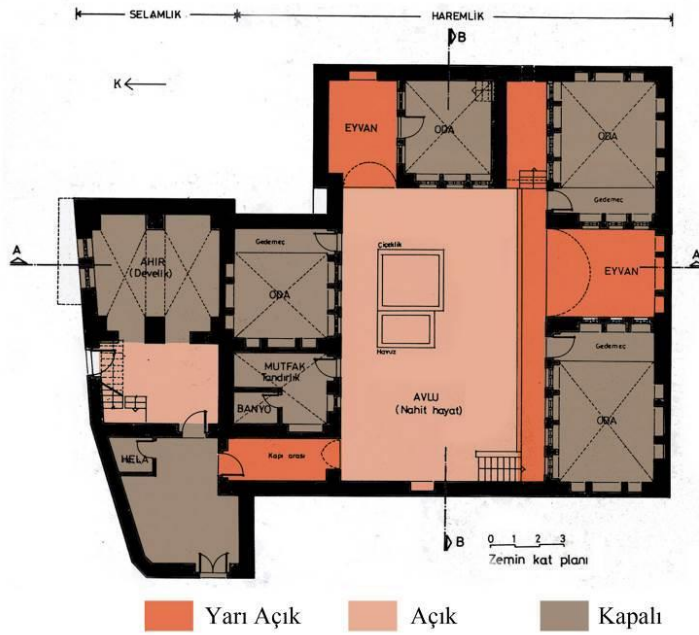 SELAMLIK
HAREMLİK
B
K
EYVAN
ODA
ODA
Gedemeç
A
AHIR
(Develik)
Gedemeç
ODA
Çiçeklik
EYVAN
A
Havuz
Gedemeç
MUTFAK
Tandırlık
BANYO
AVLU
(Nahit hayat)
ODA
HELA
Kapı arası
B
0 1 2 3
Zemin kat planı
Yarı Açık
Açık
Kapalı